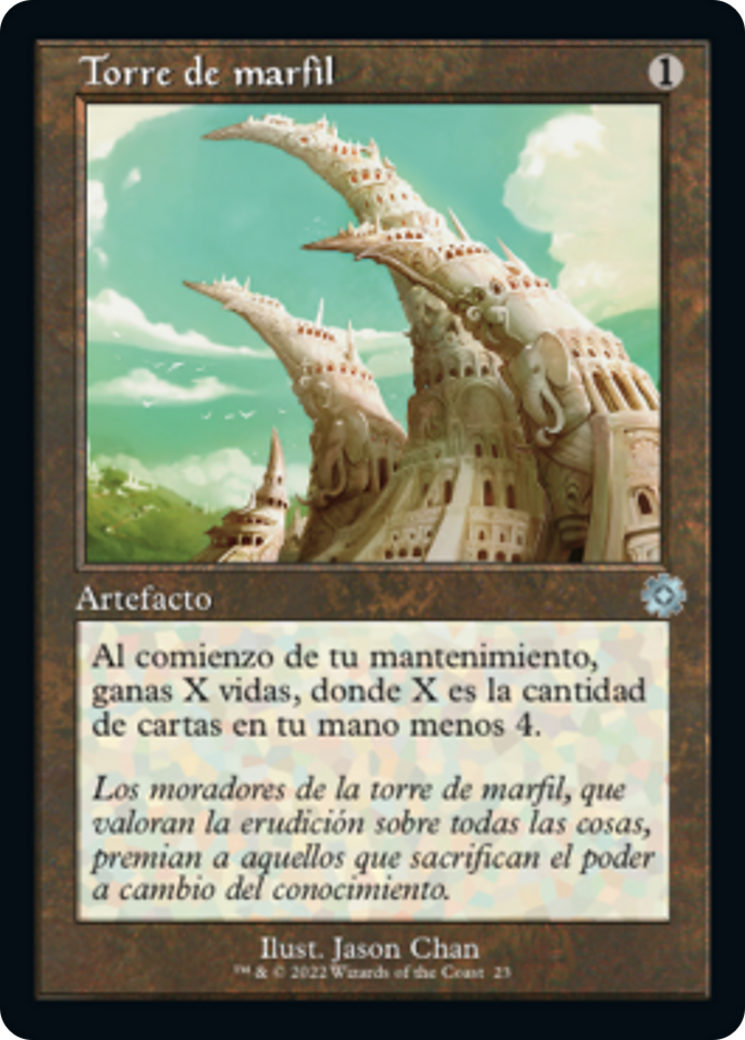 Torre de marfil 1
Artefacto
Al comienzo de tu mantenimiento,
ganas X vidas, donde X es la cantidad
de cartas en tu mano menos 4.
Los moradores de la torre de marfil, que
valoran la erudición sobre todas las cosas,
premian a aquellos que sacrifican el poder
a cambio del conocimiento.
Ilust. Jason Chan
™ & © 2022 Wizards of the Coast 23